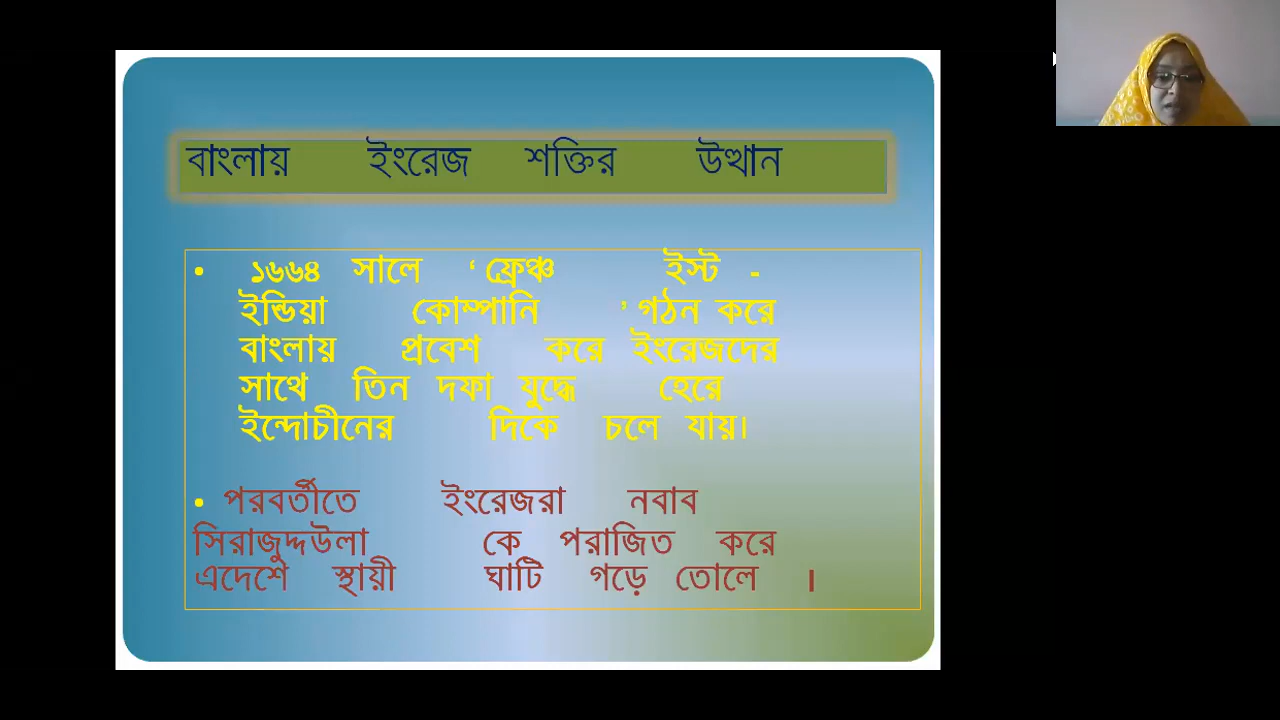 বাংলায় ইংরেজ শক্তির উত্থান
• ১৬৬৪ সালে ‘ ফ্রেঞ্চ ইস্ট -
ইন্ডিয়া কোম্পানি ’ গঠন করে
বাংলায় প্রবেশ করে ইংরেজদের
সাথে তিন দফা যুদ্ধে হেরে
ইন্দোচীনের দিকে চলে যায়।
• পরবর্তীতে ইংরেজরা নবাব
সিরাজুদ্দউলা কে পরাজিত করে
এদেশে স্থায়ী ঘাটি গড়ে তোলে ।